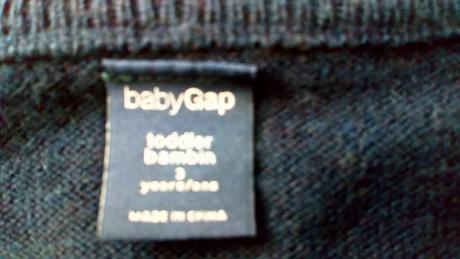 babyGap
toddler
bambin
3
years/ans
MADE IN CHINA